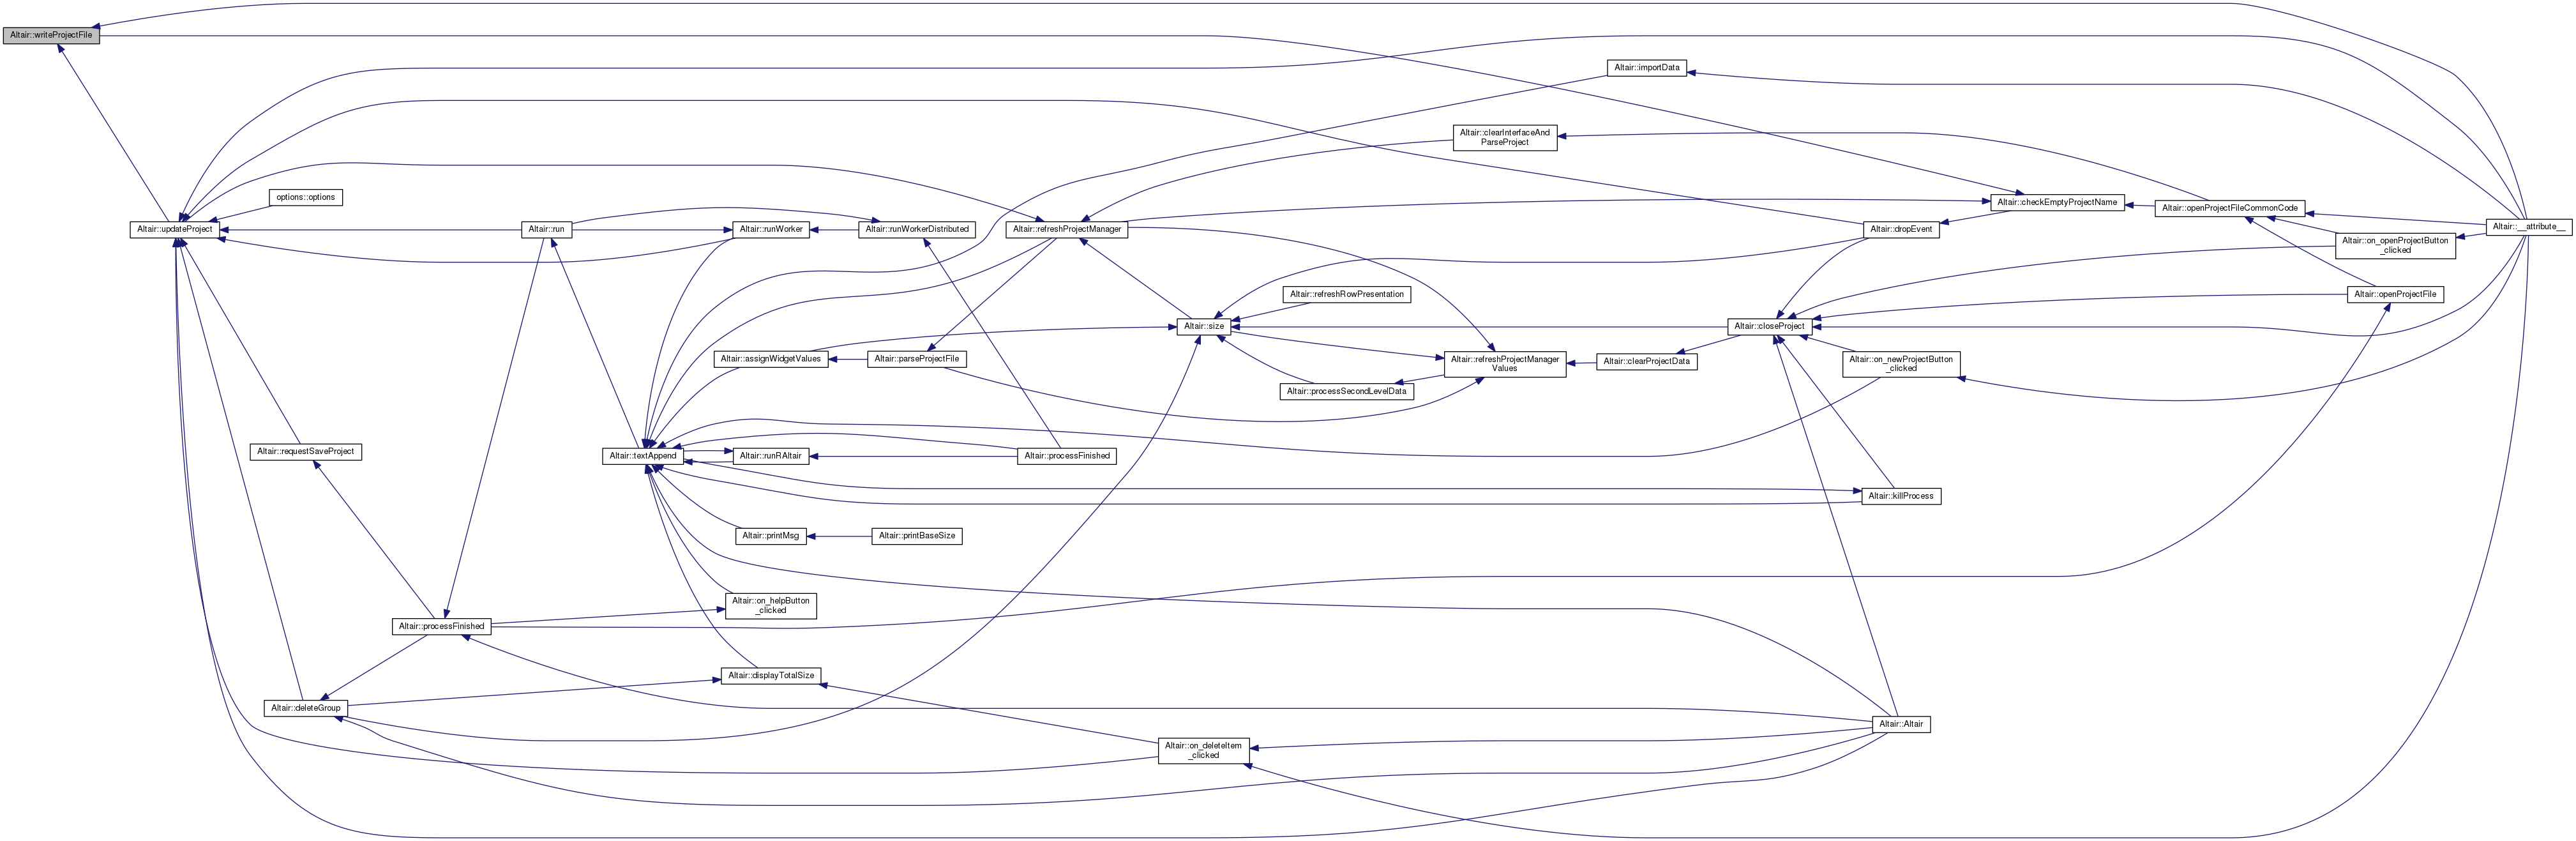 Altair::writeProjectFile
Altair::importData
Altair::clearInterfaceAnd
ParseProject
options::options
Altair::checkEmptyProjectName
Altair::openProjectFileCommonCode
Altair::updateProject
Altair::run
Altair::runWorker
Altair::runWorkerDistributed
Altair::refreshProjectManager
Altair::dropEvent
Altair::__attribute__
Altair::on_openProjectButton
_clicked
Altair::refreshRowPresentation
Altair::openProjectFile
Altair::size
Altair::closeProject
Altair::assignWidgetValues
Altair::parseProjectFile
Altair::refreshProjectManager
Values
Altair::clearProjectData
Altair::on_newProjectButton
_clicked
Altair::processSecondLevelData
Altair::requestSaveProject
Altair::textAppend
Altair::runRAltair
Altair::processFinished
Altair::killProcess
Altair::printMsg
Altair::printBaseSize
Altair::on_helpButton
_clicked
Altair::processFinished
Altair::displayTotalSize
Altair::deleteGroup
Altair::Altair
Altair::on_deleteItem
_clicked